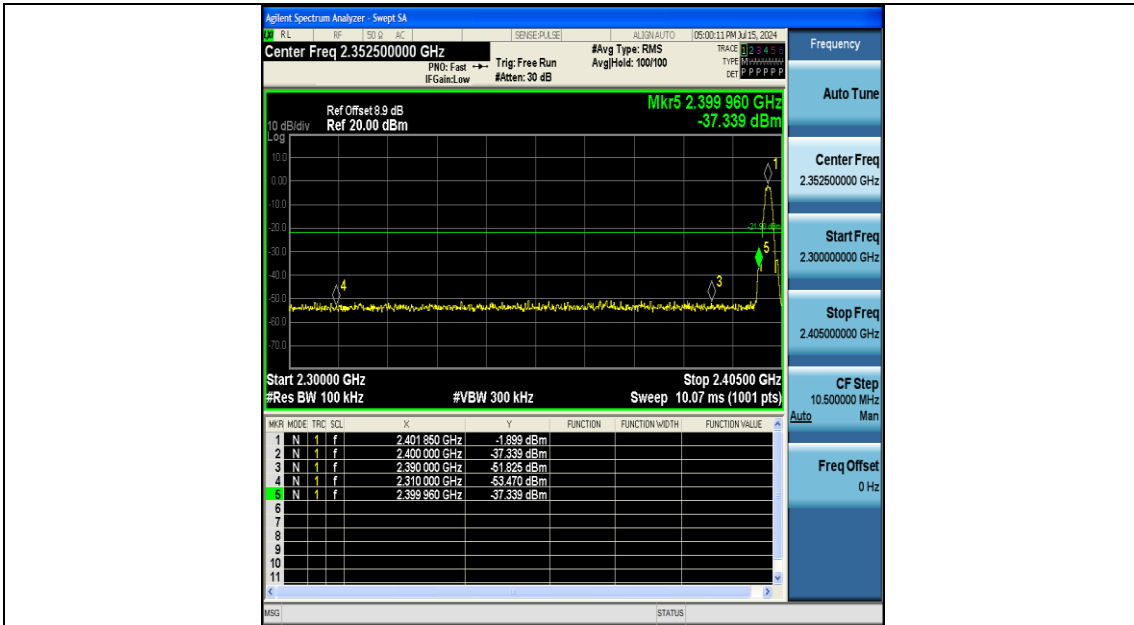 Agilent Spectrum Analyzer - Swept SA
RL RF 50 Ω AC SENSE:PULSE ALIGN AUTO 05:00:11 PM Jul 15, 2024
Center Freq 2.352500000 GHz
PNO: Fast
IFGain:Low
Trig: Free Run
#Atten: 30 dB
#Avg Type: RMS
Avg|Hold: 100/100
TRACE 1 2 3 4 5 6
TYPE
DET P P P P P P
Mkr5 2.399 960 GHz
-37.339 dBm
Ref Offset 8.9 dB
Ref 20.00 dBm
10 dB/div
Log
10.0
0.00
-10.0
-20.0
-30.0
-40.0
-50.0
-60.0
-70.0
1
5
3
4
Start 2.30000 GHz Stop 2.40500 GHz
#Res BW 100 kHz #VBW 300 kHz Sweep 10.07 ms (1001 pts)
MKR MODE TRC SCL X Y FUNCTION FUNCTION WIDTH FUNCTION VALUE
1 N 1 f 2.401 850 GHz -1.899 dBm
2 N 1 f 2.400 000 GHz -37.339 dBm
3 N 1 f 2.390 000 GHz -51.825 dBm
4 N 1 f 2.310 000 GHz -53.470 dBm
5 N 1 f 2.399 960 GHz -37.339 dBm
6
7
8
9
10
11
MSG STATUS
Frequency
Auto Tune
Center Freq
2.352500000 GHz
Start Freq
2.300000000 GHz
Stop Freq
2.405000000 GHz
CF Step
10.500000 MHz
Auto Man
Freq Offset
0 Hz